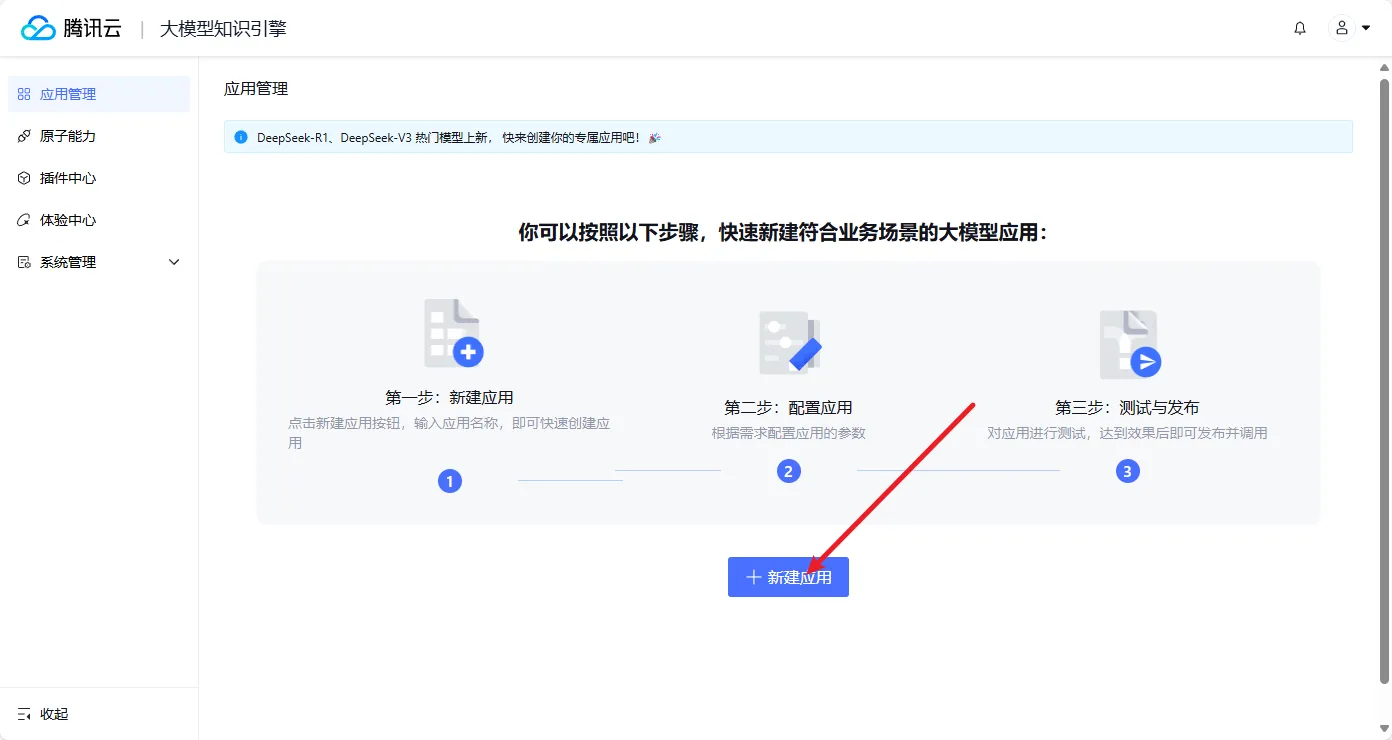 腾讯云 | 大模型知识引擎
应用管理
原子能力
插件中心
体验中心
系统管理
收起
应用管理
DeepSeek-R1、DeepSeek-V3 热门模型上新， 快来创建你的专属应用吧！🎉
你可以按照以下步骤，快速新建符合业务场景的大模型应用：
第一步：新建应用
点击新建应用按钮，输入应用名称，即可快速创建应
用
1
第二步：配置应用
根据需求配置应用的参数
2
第三步：测试与发布
对应用进行测试，达到效果后即可发布并调用
3
新建应用